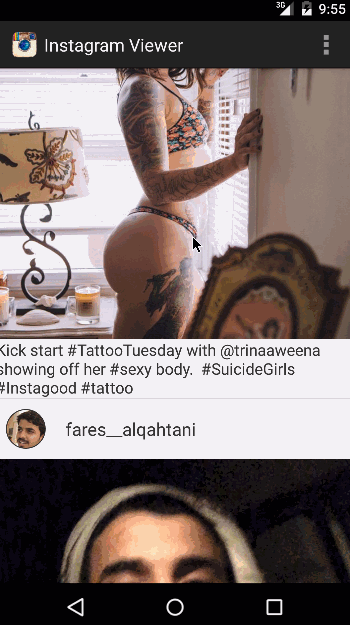 3G 9:55
Instagram Viewer
Kick start #TattooTuesday with @trinaaweena
showing off her #sexy body. #SuicideGirls
#Instagood #tattoo
fares__alqahtani